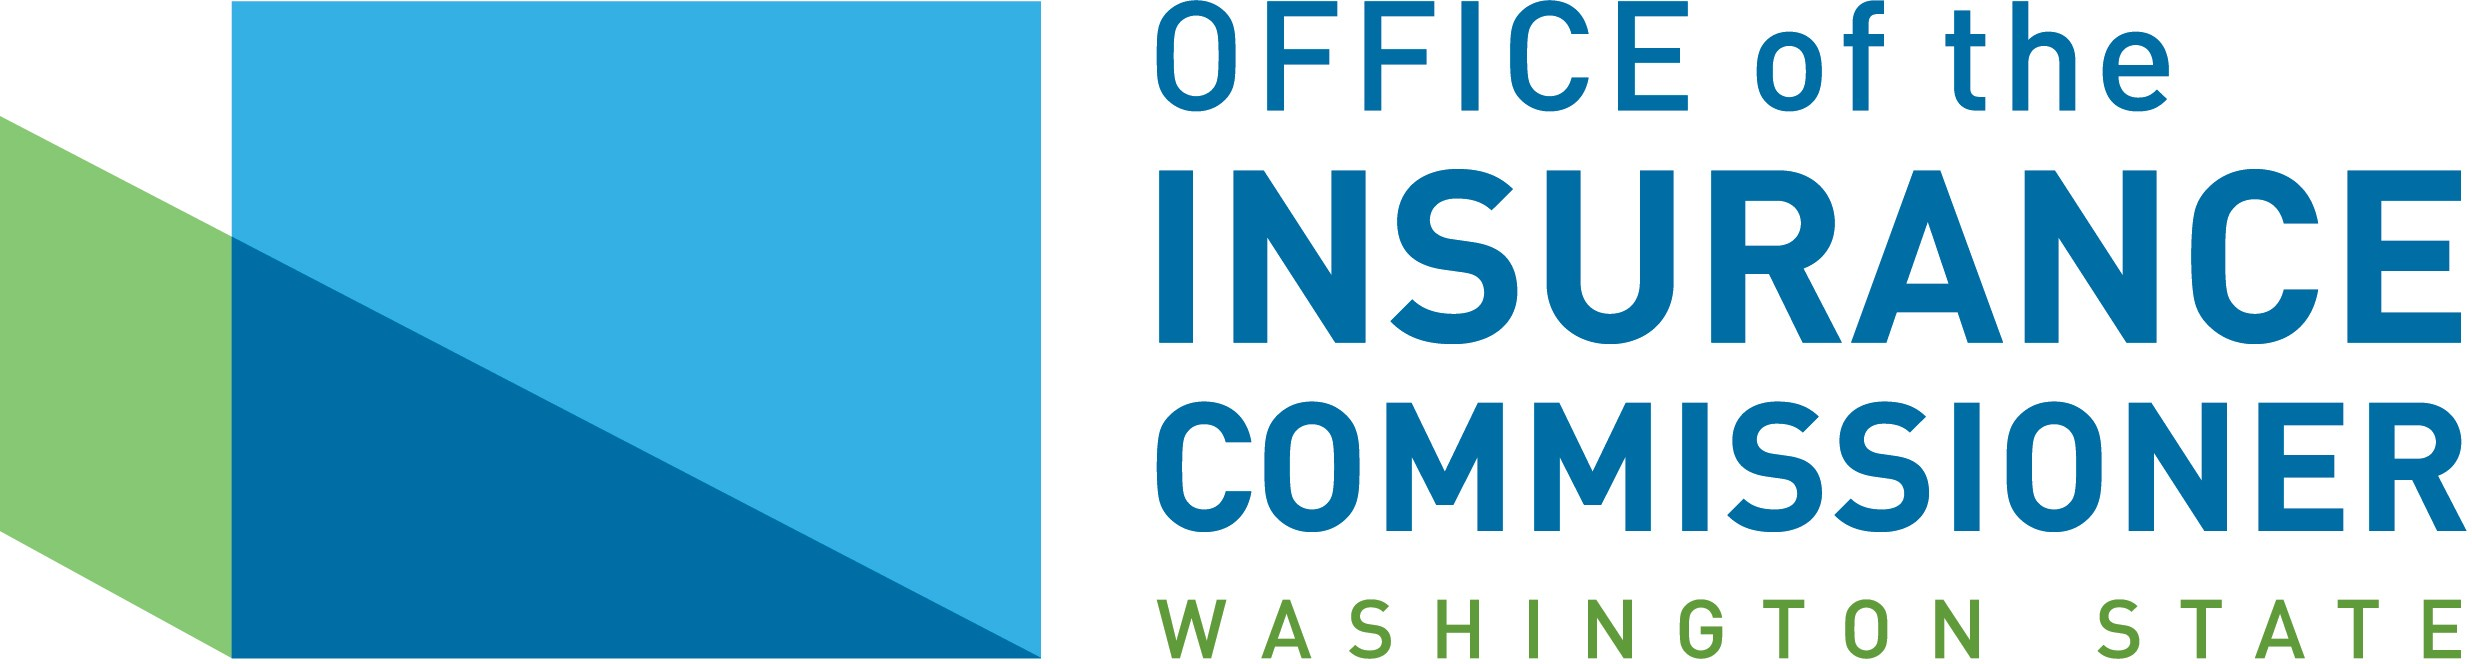 OFFICE of the
INSURANCE
COMMISSIONER
WASHINGTON STATE